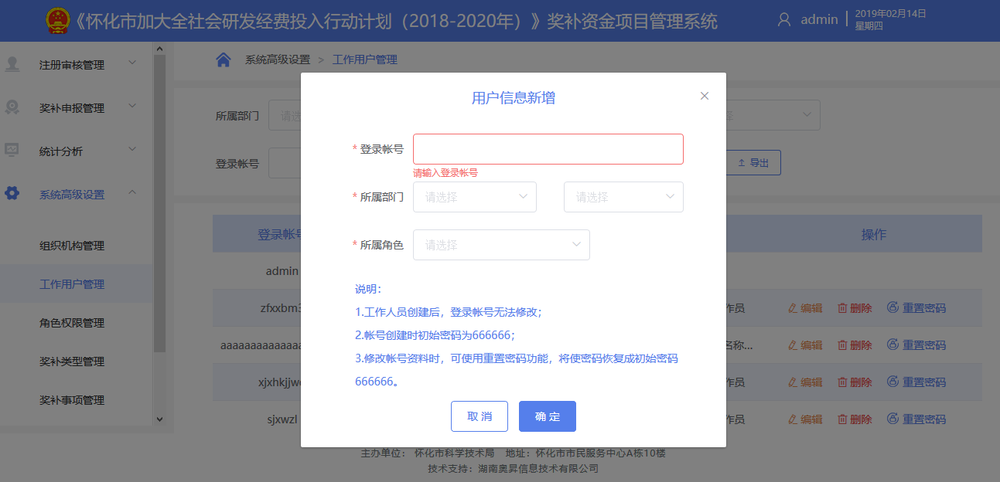 《怀化市加大全社会研发经费投入行动计划（2018-2020年）》奖补资金项目管理系统
admin
2019年02月14日
星期四
注册审核管理
奖补申报管理
统计分析
系统高级设置
组织机构管理
工作用户管理
角色权限管理
奖补类型管理
奖补事项管理
系统高级设置 > 工作用户管理
所属部门 请选
登录帐号
导出
登录帐号
操作
admin
zfxxbm
作员 编辑 删除 重置密码
aaaaaaaaaaaaaa
名称... 编辑 删除 重置密码
xjxhkjjw
作员 编辑 删除 重置密码
sjxwzl
作员 编辑 删除 重置密码
用户信息新增
* 登录帐号
请输入登录帐号
* 所属部门 请选择 请选择
* 所属角色 请选择
说明：
1.工作人员创建后，登录帐号无法修改；
2.帐号创建时初始密码为666666；
3.修改帐号资料时，可使用重置密码功能，将使密码恢复成初始密码
666666。
取消 确定
主办单位： 怀化市科学技术局 地址：怀化市市民服务中心A栋10楼
技术支持：湖南奥昇信息技术有限公司